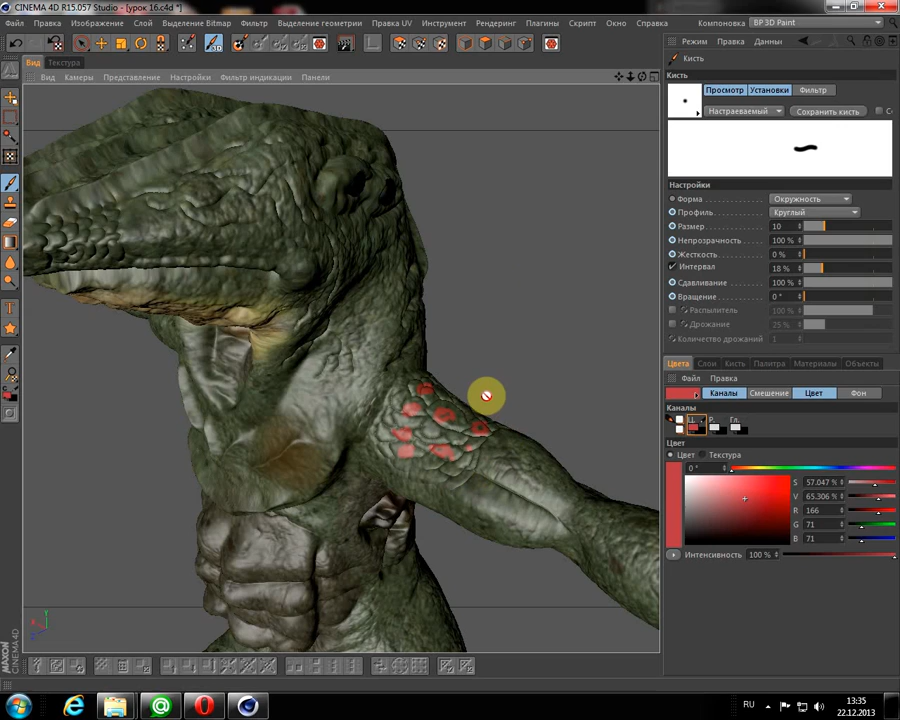 CINEMA 4D R15.057 Studio - [урок 16.c4d *]
Файл Правка Изображение Слой Выделение Bitmap Фильтр Выделение геометрии Правка UV Инструмент Рендеринг Плагины Скрипт Окно Справка Компоновка BP 3D Paint
Вид Текстура
Вид Камеры Представление Настройки Фильтр индикации Панели
Режим Правка Данные
Кисть
Кисть
Просмотр Установки Фильтр
Настраиваемый Сохранить кисть
Настройки
Форма Окружность
Профиль Круглый
Размер 10
Непрозрачность 100 %
Жесткость 0 %
Интервал 18 %
Сдавливание 100 %
Вращение 0 °
Распылитель 100 %
Дрожание 25 %
Количество дрожаний 1
Цвета Слои Кисть Палитра Материалы Объекты
Файл Правка
Каналы Смешение Цвет Фон
Каналы
Ц. Р. Гл.
Цвет
Цвет Текстура
0 °
S 57.047 %
V 65.306 %
R 166
G 71
B 71
Интенсивность 100 %
Y
X
Z
MAXON
CINEMA 4D
RU
13:35
22.12.2013